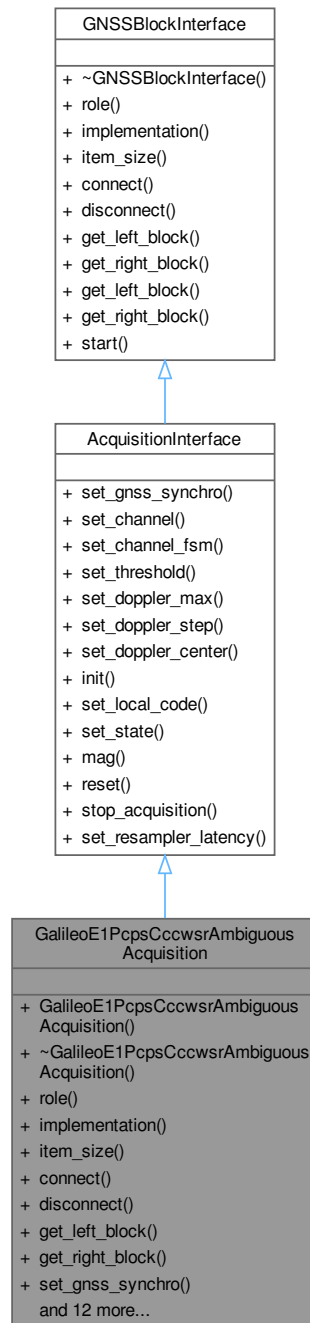 GNSSBlockInterface
+ ~GNSSBlockInterface()
+ role()
+ implementation()
+ item_size()
+ connect()
+ disconnect()
+ get_left_block()
+ get_right_block()
+ get_left_block()
+ get_right_block()
+ start()
AcquisitionInterface
+ set_gnss_synchro()
+ set_channel()
+ set_channel_fsm()
+ set_threshold()
+ set_doppler_max()
+ set_doppler_step()
+ set_doppler_center()
+ init()
+ set_local_code()
+ set_state()
+ mag()
+ reset()
+ stop_acquisition()
+ set_resampler_latency()
GalileoE1PcpsCccwsrAmbiguous
Acquisition
+ GalileoE1PcpsCccwsrAmbiguous
Acquisition()
+ ~GalileoE1PcpsCccwsrAmbiguous
Acquisition()
+ role()
+ implementation()
+ item_size()
+ connect()
+ disconnect()
+ get_left_block()
+ get_right_block()
+ set_gnss_synchro()
and 12 more...